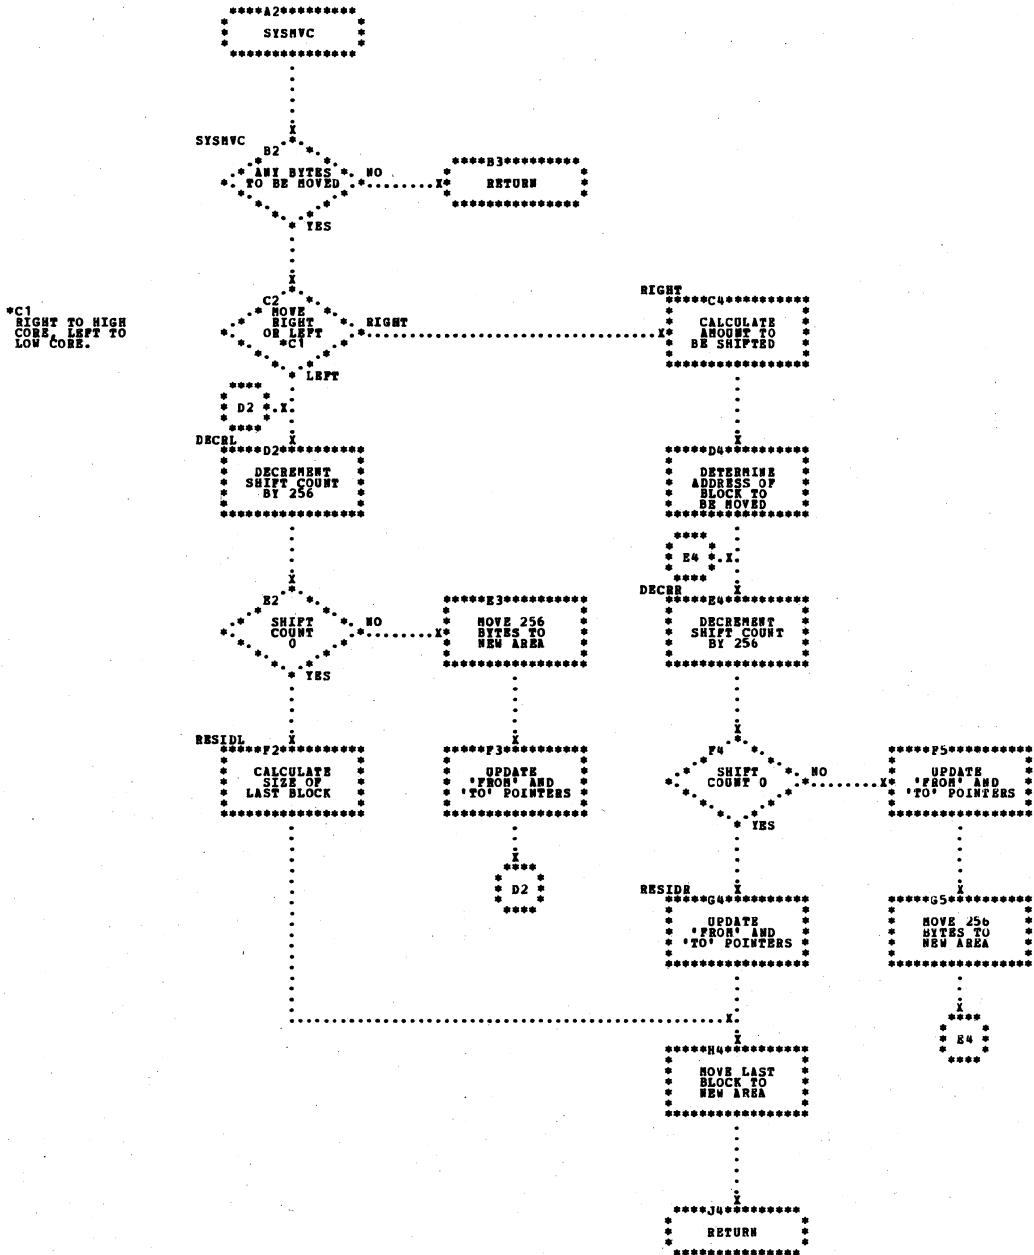 A2
SYSMVC
SYSMVC
B2
ANY BYTES
TO BE MOVED
NO
YES
B3
RETURN
*C1
RIGHT TO HIGH
CORE, LEFT TO
LOW CORE.
C2
MOVE
RIGHT
OR LEFT
*C1
RIGHT
LEFT
RIGHT
C4
CALCULATE
AMOUNT TO
BE SHIFTED
D2
DECRL
D2
DECREMENT
SHIFT COUNT
BY 256
D4
DETERMINE
ADDRESS OF
BLOCK TO
BE MOVED
E4
DECRR
E4
DECREMENT
SHIFT COUNT
BY 256
E2
SHIFT
COUNT
0
NO
YES
E3
MOVE 256
BYTES TO
NEW AREA
RESIDL
F2
CALCULATE
SIZE OF
LAST BLOCK
F3
UPDATE
'FROM' AND
'TO' POINTERS
D2
F4
SHIFT
COUNT 0
NO
YES
F5
UPDATE
'FROM' AND
'TO' POINTERS
RESIDR
G4
UPDATE
'FROM' AND
'TO' POINTERS
G5
MOVE 256
BYTES TO
NEW AREA
E4
H4
MOVE LAST
BLOCK TO
NEW AREA
J4
RETURN